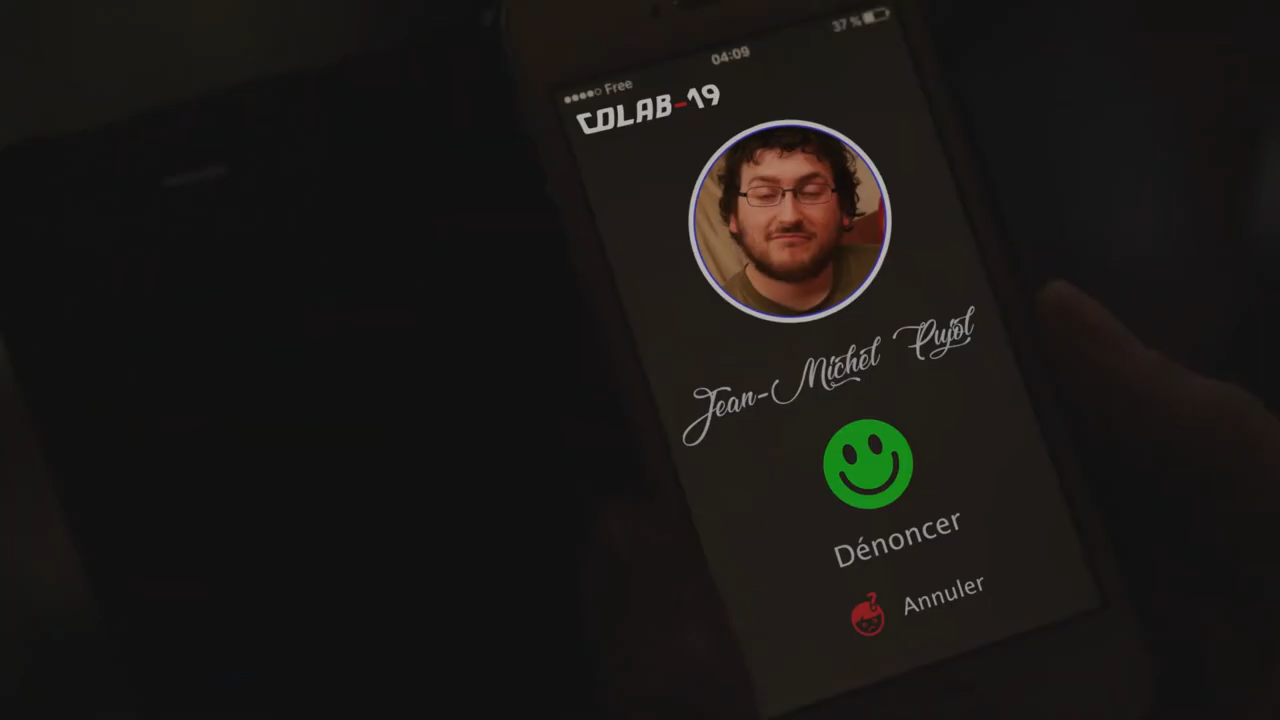 37 %
04:09
Free
COLAB-19
Jean-Michel Pujol
Dénoncer
Annuler